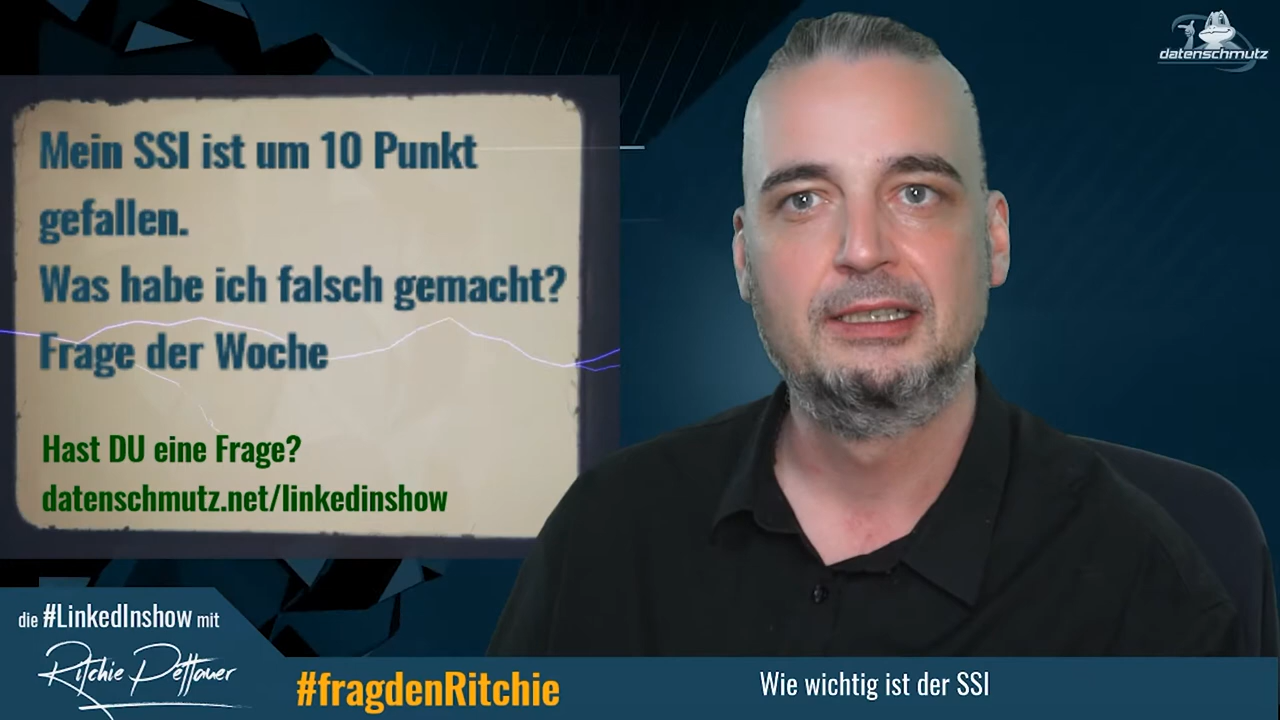 datenschmutz
Mein SSI ist um 10 Punkt
gefallen.
Was habe ich falsch gemacht?
Frage der Woche
Hast DU eine Frage?
datenschmutz.net/linkedinshow
die #LinkedInshow mit
Ritchie Pettauer
#fragdenRitchie
Wie wichtig ist der SSI